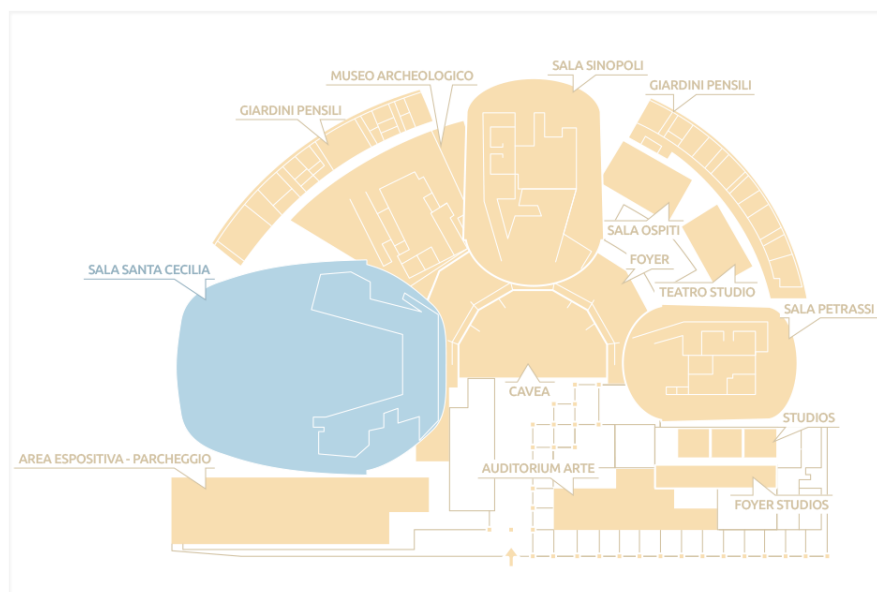 SALA SINOPOLI
MUSEO ARCHEOLOGICO
GIARDINI PENSILI
GIARDINI PENSILI
SALA OSPITI
FOYER
SALA SANTA CECILIA
TEATRO STUDIO
SALA PETRASSI
CAVEA
STUDIOS
AREA ESPOSITIVA - PARCHEGGIO
AUDITORIUM ARTE
FOYER STUDIOS